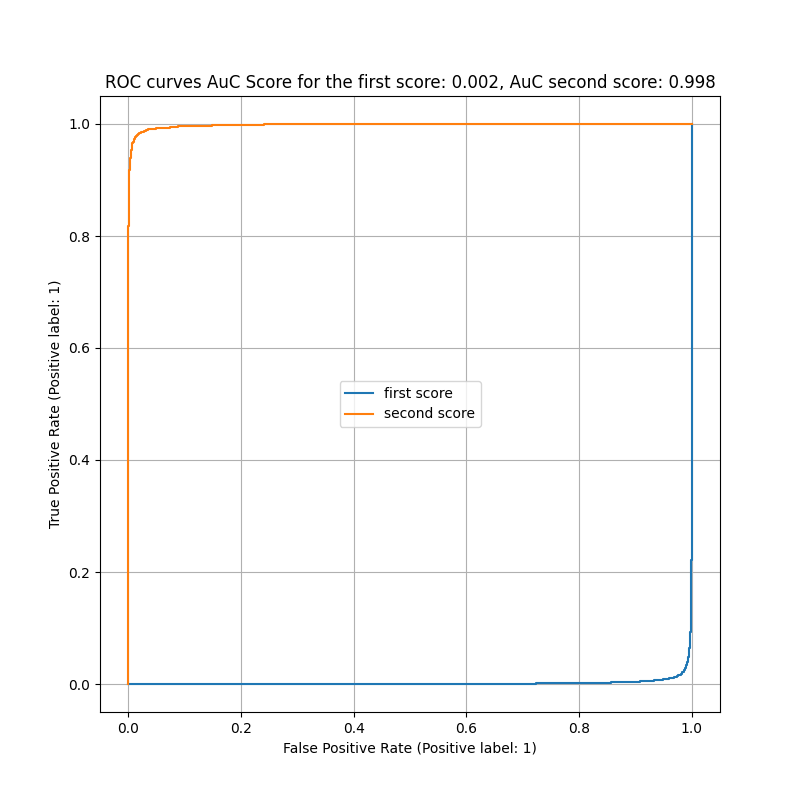 ROC curves AuC Score for the first score: 0.002, AuC second score: 0.998
True Positive Rate (Positive label: 1)
1.0
0.8
0.6
0.4
0.2
0.0
first score
second score
0.0 0.2 0.4 0.6 0.8 1.0
False Positive Rate (Positive label: 1)